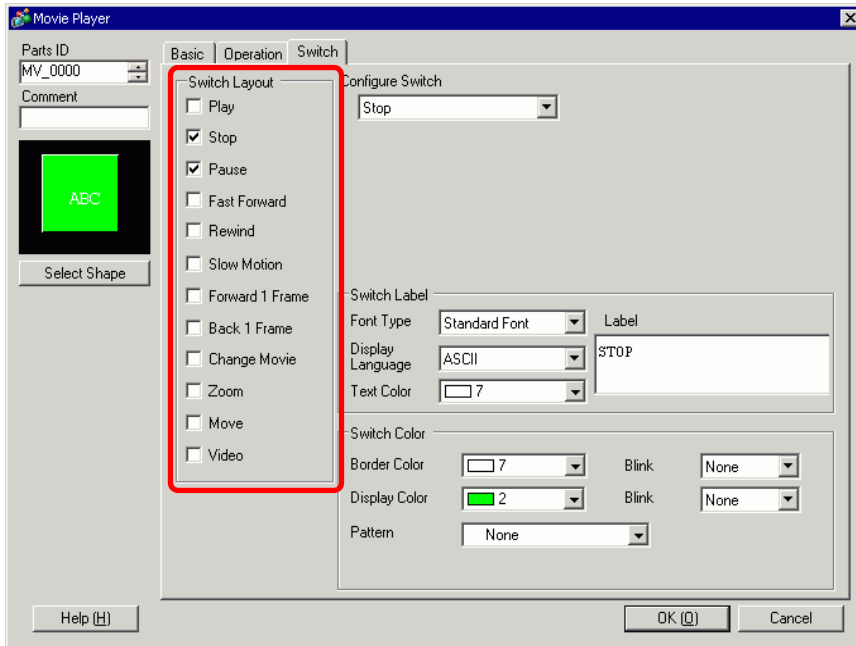 Movie Player
Parts ID
MV_0000
Comment
ABC
Select Shape
Basic Operation Switch
Switch Layout
Play
Stop
Pause
Fast Forward
Rewind
Slow Motion
Forward 1 Frame
Back 1 Frame
Change Movie
Zoom
Move
Video
Configure Switch
Stop
Switch Label
Font Type Standard Font
Display Language ASCII
Text Color 7
Label
STOP
Switch Color
Border Color 7 Blink None
Display Color 2 Blink None
Pattern None
Help (H) OK (O) Cancel